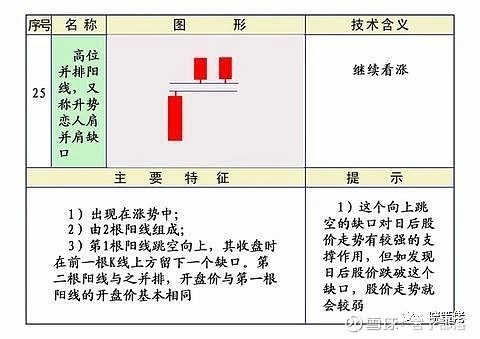 序号 名 称 图 形 技术含义
25
高位
并排阳
线，又
称升势
恋人肩
并肩缺
口
继续看涨
主 要 特 征 提 示
1）出现在涨势中；
2）由2根阳线组成；
3）第1根阳线跳空向上，其收盘时
在前一根K线上方留下一个缺口。第
二根阳线与之并排，开盘价与第一根
阳线的开盘价基本相同
1）这个向上跳
空的缺口对日后股
价走势有较强的支
撑作用，但如发现
日后股价跌破这个
缺口，股价走势就
会较弱